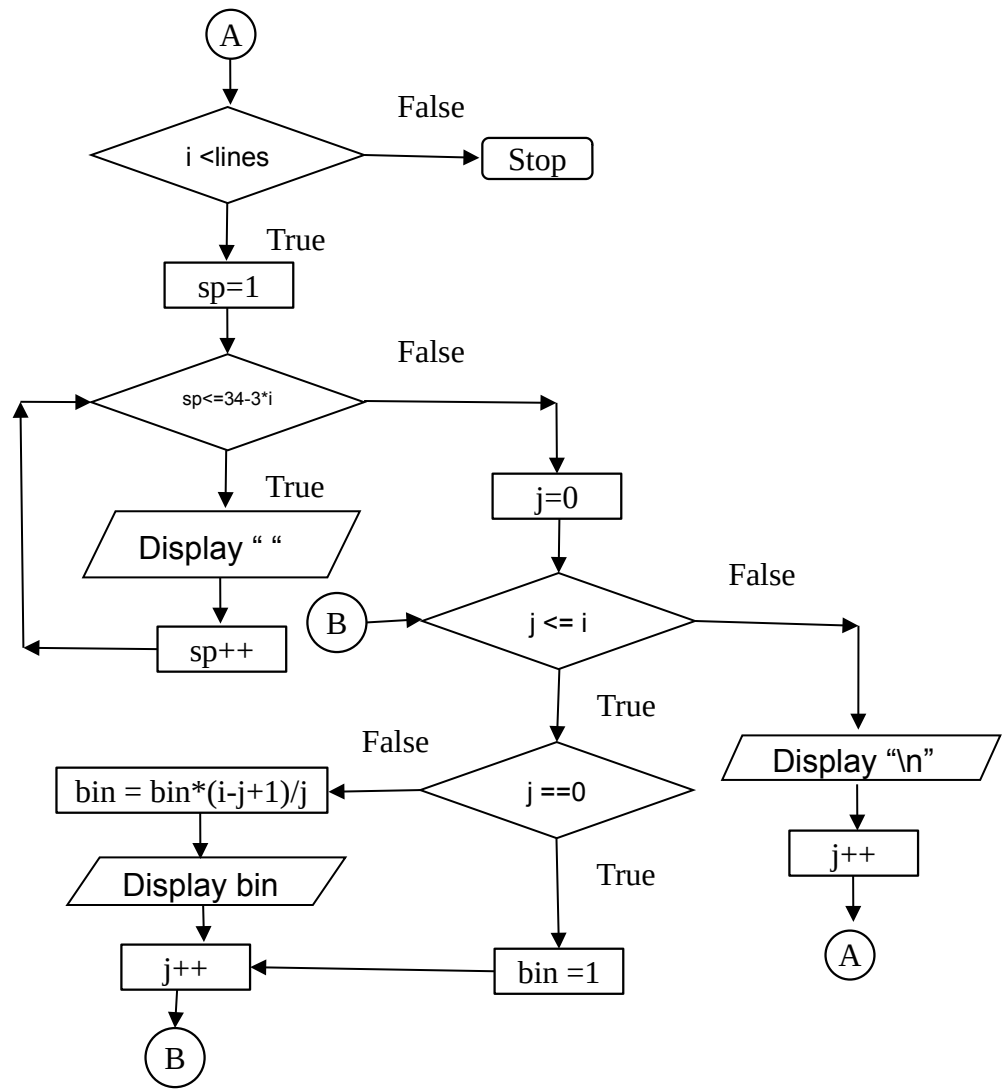 A
False
i <lines
Stop
True
sp=1
False
sp<=34-3*i
True
j=0
Display “ “
False
B
j <= i
sp++
True
False
Display “\n”
bin = bin*(i-j+1)/j
j ==0
j++
True
Display bin
A
j++
bin =1
B